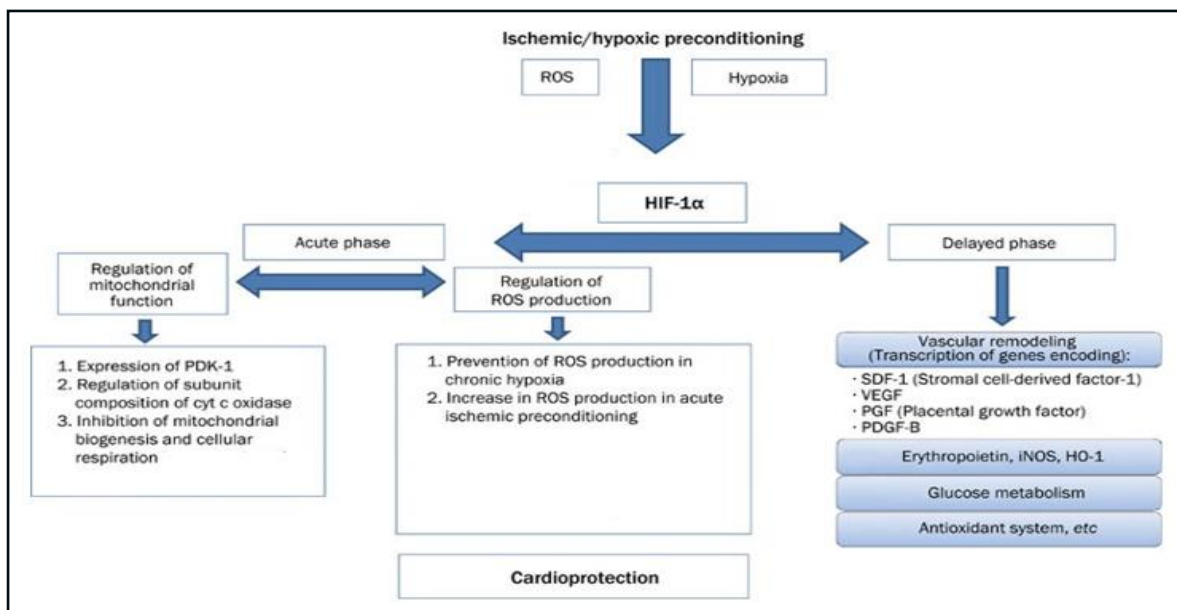 Ischemic/hypoxic preconditioning
ROS
Hypoxia
HIF-1α
Acute phase
Delayed phase
Regulation of
mitochondrial
function
Regulation of
ROS production
1. Expression of PDK-1
2. Regulation of subunit
composition of cyt c oxidase
3. Inhibition of mitochondrial
biogenesis and cellular
respiration
1. Prevention of ROS production in
chronic hypoxia
2. Increase in ROS production in acute
ischemic preconditioning
Vascular remodeling
(Transcription of genes encoding):
· SDF-1 (Stromal cell-derived factor-1)
· VEGF
· PGF (Placental growth factor)
· PDGF-B
Erythropoietin, iNOS, HO-1
Glucose metabolism
Antioxidant system, etc
Cardioprotection